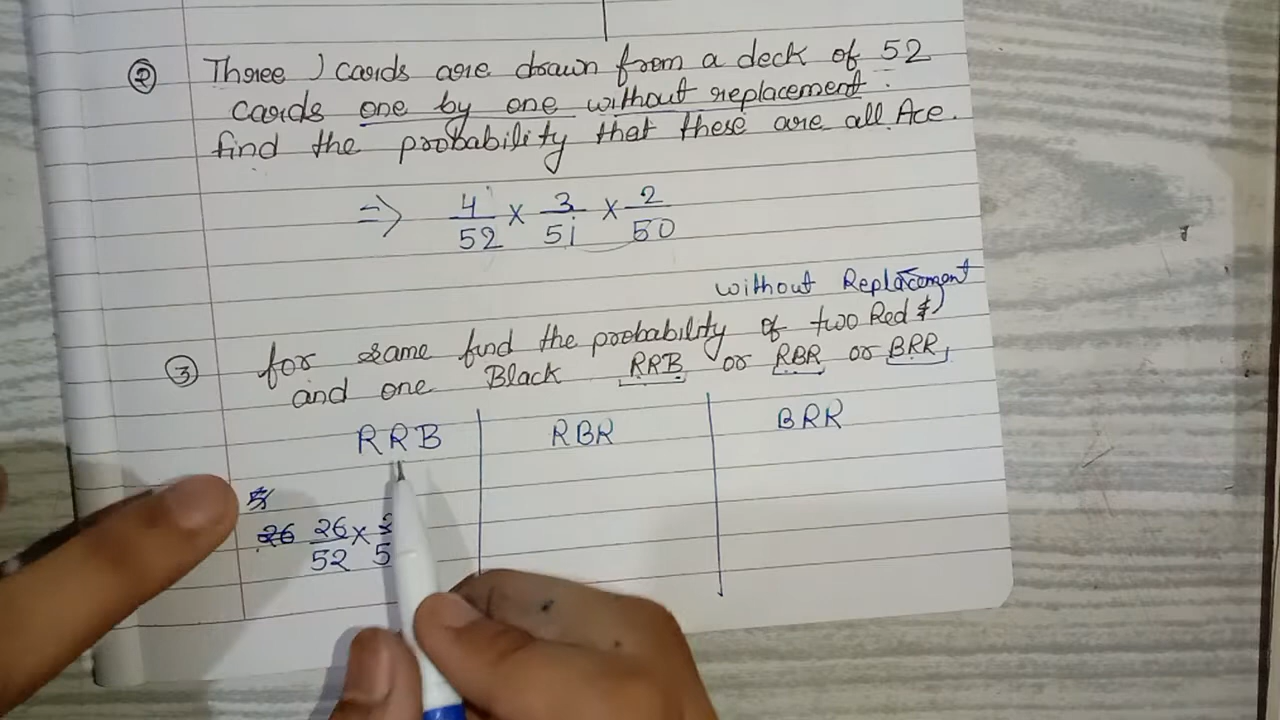 ② Three ) cards are drawn from a deck of 52
cards one by one without replacement.
find the probability that these are all Ace.
=> 4/52 × 3/51 × 2/50
without Replacement
③ for same find the probability of two Red &
and one Black RRB or RBR or BRR,
RRB RBR BRR
26 26/52 ×